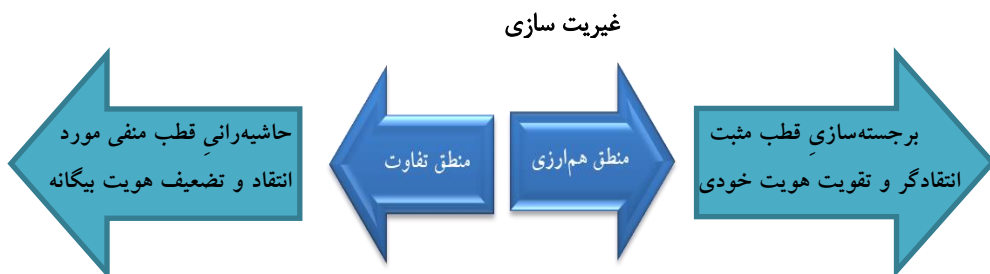 غیریت سازی
برجسته‌سازیِ قطب مثبت
انتقادگر و تقویت هویت خودی
منطق هم‌ارزی
منطق تفاوت
حاشیه‌رانیِ قطب منفی مورد
انتقاد و تضعیف هویت بیگانه